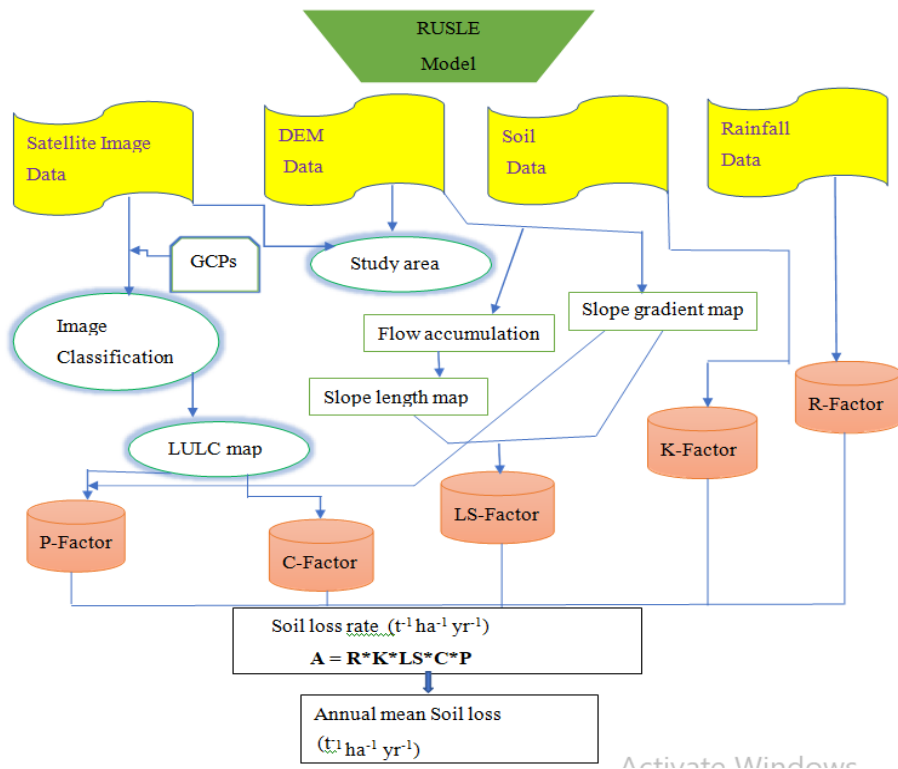 RUSLE
Model
Satellite Image
Data
DEM
Data
Soil
Data
Rainfall
Data
GCPs
Study area
Image
Classification
Flow accumulation
Slope gradient map
Slope length map
R-Factor
LULC map
K-Factor
P-Factor
LS-Factor
C-Factor
Soil loss rate (t⁻¹ ha⁻¹ yr⁻¹)
A = R*K*LS*C*P
Annual mean Soil loss
(t⁻¹ ha⁻¹ yr⁻¹)
Activate Windows